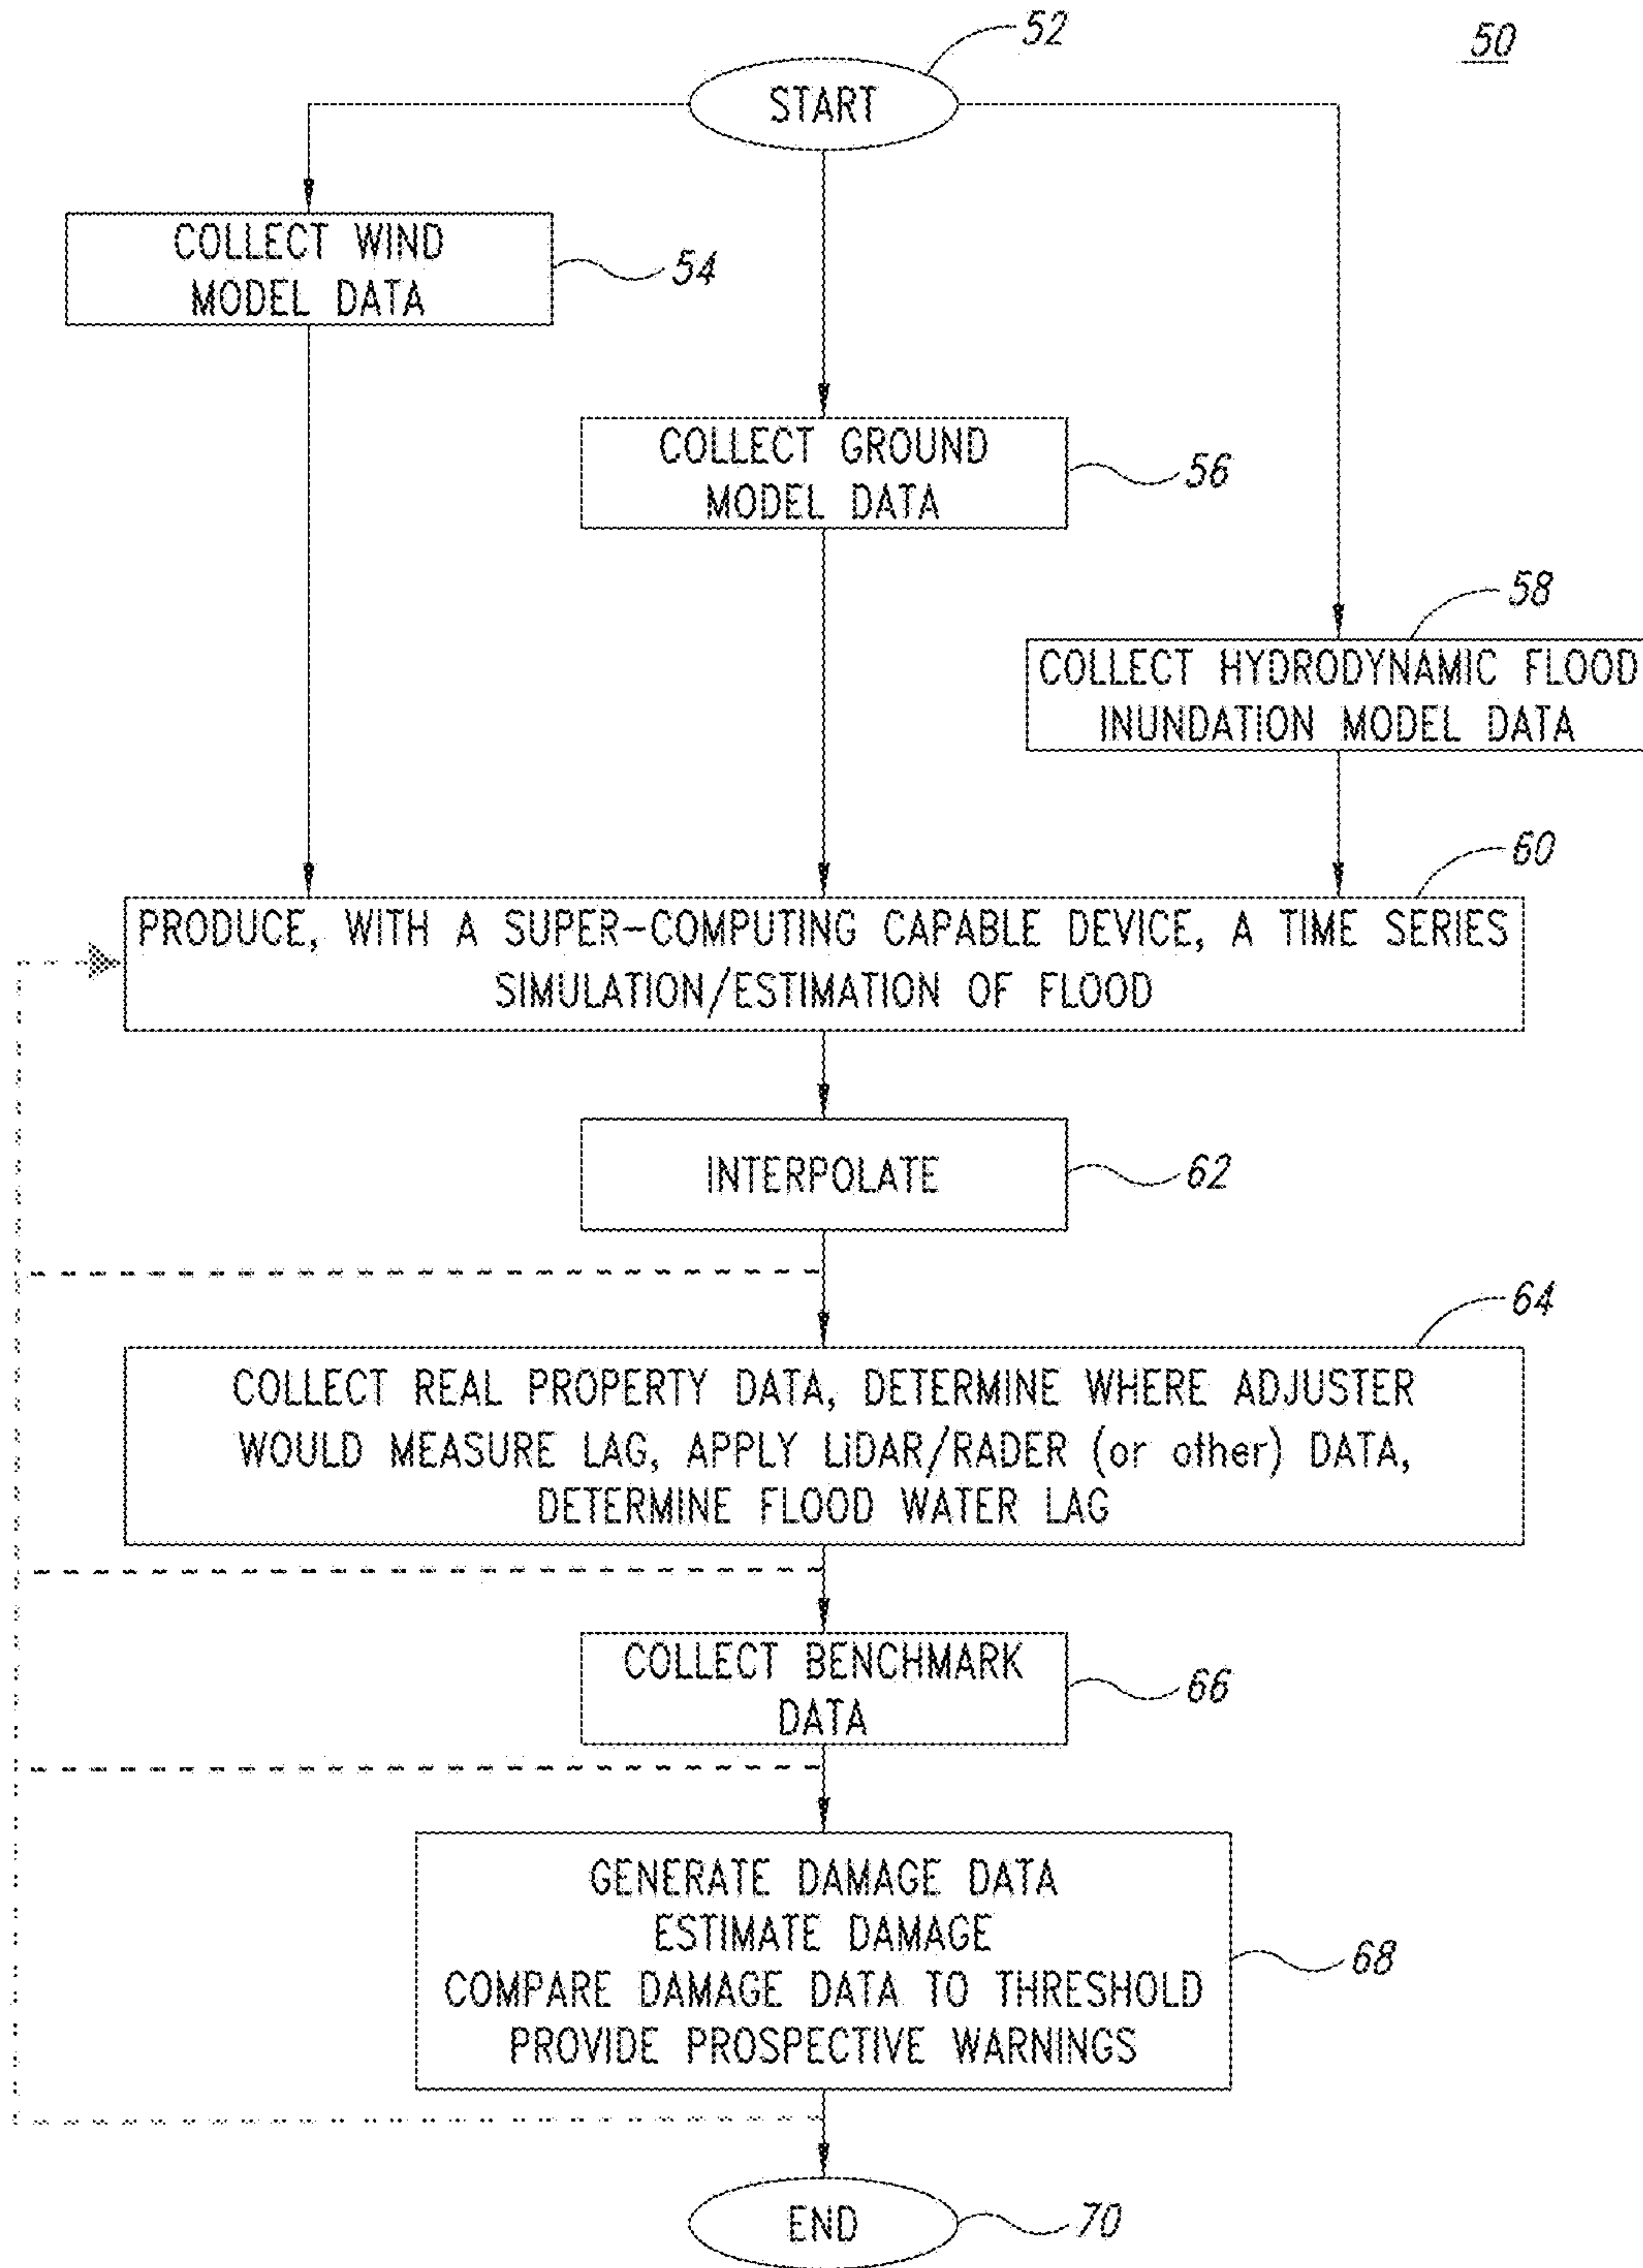 52
50
START
COLLECT WIND
MODEL DATA
54
COLLECT GROUND
MODEL DATA
56
58
COLLECT HYDRODYNAMIC FLOOD
INUNDATION MODEL DATA
60
PRODUCE, WITH A SUPER-COMPUTING CAPABLE DEVICE, A TIME SERIES
SIMULATION/ESTIMATION OF FLOOD
INTERPOLATE
62
64
COLLECT REAL PROPERTY DATA, DETERMINE WHERE ADJUSTER
WOULD MEASURE LAG, APPLY LiDAR/RADER (or other) DATA,
DETERMINE FLOOD WATER LAG
COLLECT BENCHMARK
DATA
66
GENERATE DAMAGE DATA
ESTIMATE DAMAGE
COMPARE DAMAGE DATA TO THRESHOLD
PROVIDE PROSPECTIVE WARNINGS
68
END
70